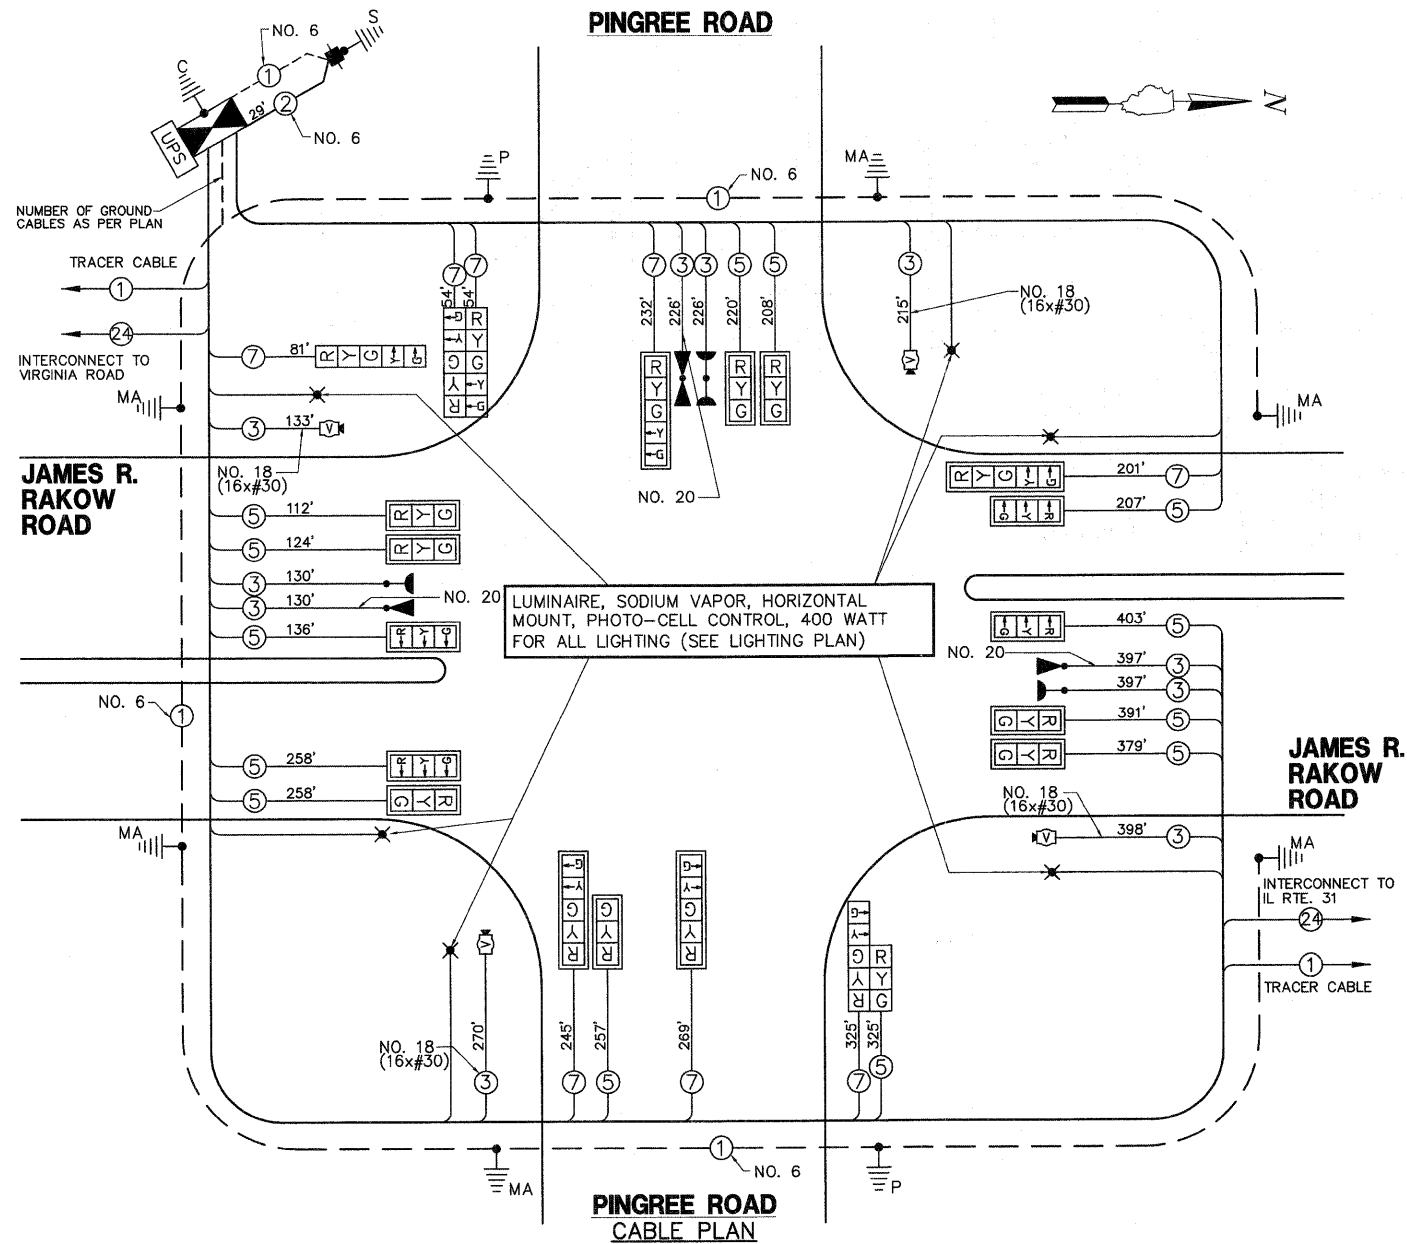 PINGREE ROAD
S
NO. 6
1
C
2
29'
NO. 6
UPS
N
P
MA
1
NO. 6
NUMBER OF GROUND
CABLES AS PER PLAN
TRACER CABLE
1
24
INTERCONNECT TO
VIRGINIA ROAD
7
81'
R Y G Y G
7
7
54'
54'
G
Y
G
Y
R
R
Y
G
Y
G
7
3
3
5
5
232'
226'
226'
220'
208'
R
Y
G
Y
G
R
Y
G
R
Y
G
NO. 20
3
215'
V
NO. 18
(16x#30)
MA
MA
3
133'
V
NO. 18
(16x#30)
JAMES R.
RAKOW
ROAD
R Y G Y G
201'
7
G Y R
207'
5
5
112'
R Y G
5
124'
R Y G
3
130'
3
130'
NO. 20
5
136'
R Y G
LUMINAIRE, SODIUM VAPOR, HORIZONTAL
MOUNT, PHOTO-CELL CONTROL, 400 WATT
FOR ALL LIGHTING (SEE LIGHTING PLAN)
G Y R
403'
5
NO. 20
397'
3
397'
3
G Y R
391'
5
G Y R
379'
5
NO. 6
1
5
258'
R Y G
5
258'
G Y R
JAMES R.
RAKOW
ROAD
NO. 18
(16x#30)
V
398'
3
MA
MA
INTERCONNECT TO
IL RTE. 31
24
1
TRACER CABLE
V
270'
NO. 18
(16x#30)
3
G
Y
G
Y
R
245'
7
G
Y
R
257'
5
G
Y
G
Y
R
269'
7
G
Y
G
Y
R
R
Y
G
325'
325'
7
5
MA
1
NO. 6
P
PINGREE ROAD
CABLE PLAN